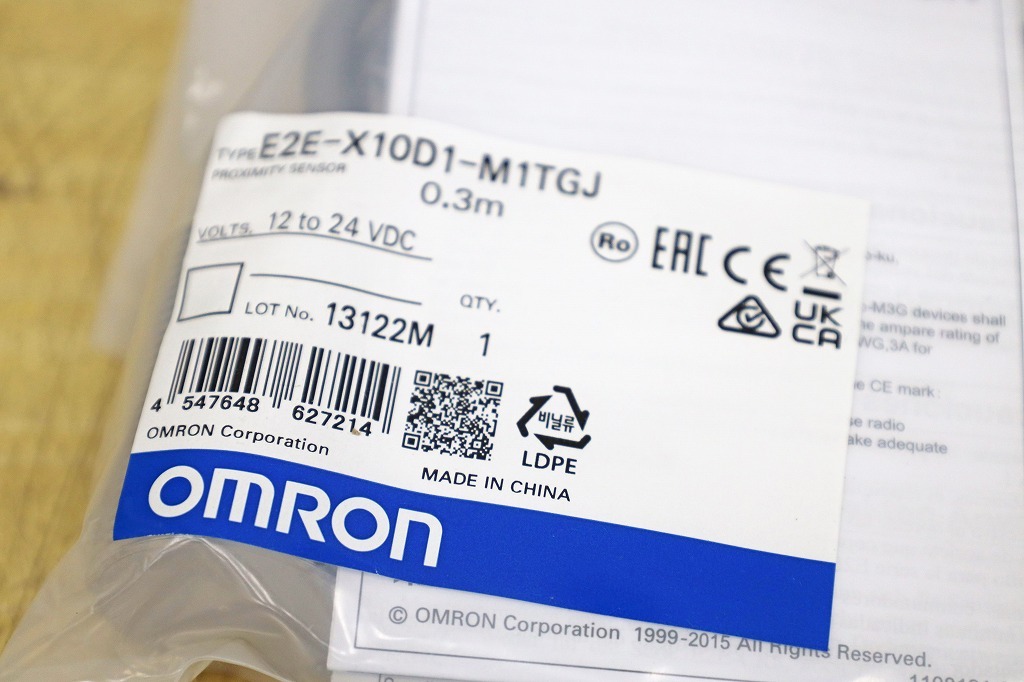 TYPE E2E-X10D1-M1TGJ
PROXIMITY SENSOR
0.3m
VOLTS. 12 to 24 VDC
Ro EAC CE
UK
CA
LOT No. 13122M
QTY.
1
4 547648 627214
비닐류
LDPE
OMRON Corporation
MADE IN CHINA
OMRON
o-ku,
o-M3G devices shall
he ampare rating of
WG,3A for
e CE mark:
se radio
ake adequate
© OMRON Corporation 1999-2015 All Rights Reserved.